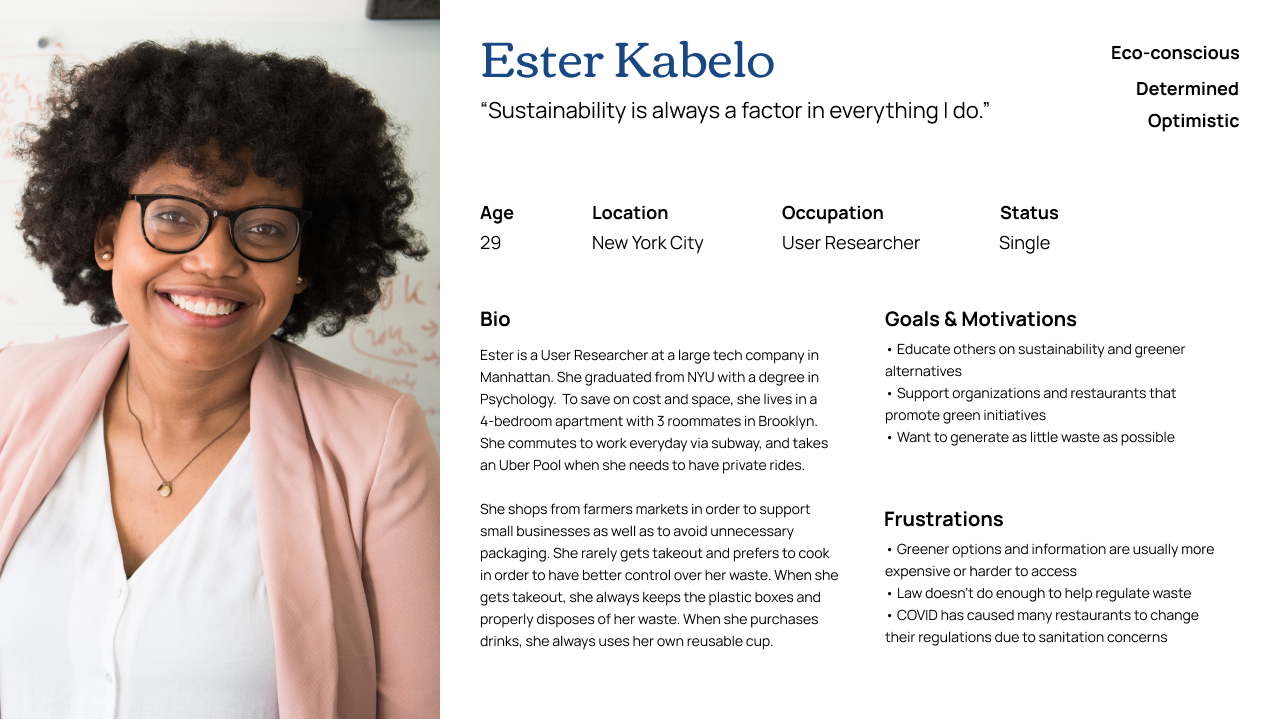 Ester Kabelo
“Sustainability is always a factor in everything I do.”
Eco-conscious
Determined
Optimistic
Age
29
Location
New York City
Occupation
User Researcher
Status
Single
Bio
Ester is a User Researcher at a large tech company in
Manhattan. She graduated from NYU with a degree in
Psychology.  To save on cost and space, she lives in a
4-bedroom apartment with 3 roommates in Brooklyn.
She commutes to work everyday via subway, and takes
an Uber Pool when she needs to have private rides.
She shops from farmers markets in order to support
small businesses as well as to avoid unnecessary
packaging. She rarely gets takeout and prefers to cook
in order to have better control over her waste. When she
gets takeout, she always keeps the plastic boxes and
properly disposes of her waste. When she purchases
drinks, she always uses her own reusable cup.
Goals & Motivations
• Educate others on sustainability and greener
alternatives
• Support organizations and restaurants that
promote green initiatives
• Want to generate as little waste as possible
Frustrations
• Greener options and information are usually more
expensive or harder to access
• Law doesn't do enough to help regulate waste
• COVID has caused many restaurants to change
their regulations due to sanitation concerns